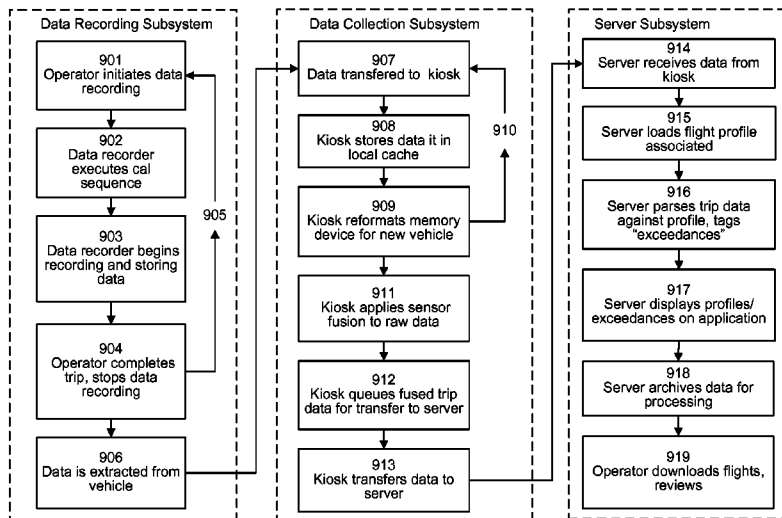 Data Recording Subsystem
901
Operator initiates data
recording
902
Data recorder
executes cal
sequence
905
903
Data recorder begins
recording and storing
data
904
Operator completes
trip, stops data
recording
906
Data is extracted from
vehicle
Data Collection Subsystem
907
Data transfered to kiosk
908
Kiosk stores data it in
local cache
910
909
Kiosk reformats memory
device for new vehicle
911
Kiosk applies sensor
fusion to raw data
912
Kiosk queues fused trip
data for transfer to server
913
Kiosk transfers data to
server
Server Subsystem
914
Server receives data from
kiosk
915
Server loads flight profile
associated
916
Server parses trip data
against profile, tags
“exceedances”
917
Server displays profiles/
exceedances on application
918
Server archives data for
processing
919
Operator downloads flights,
reviews